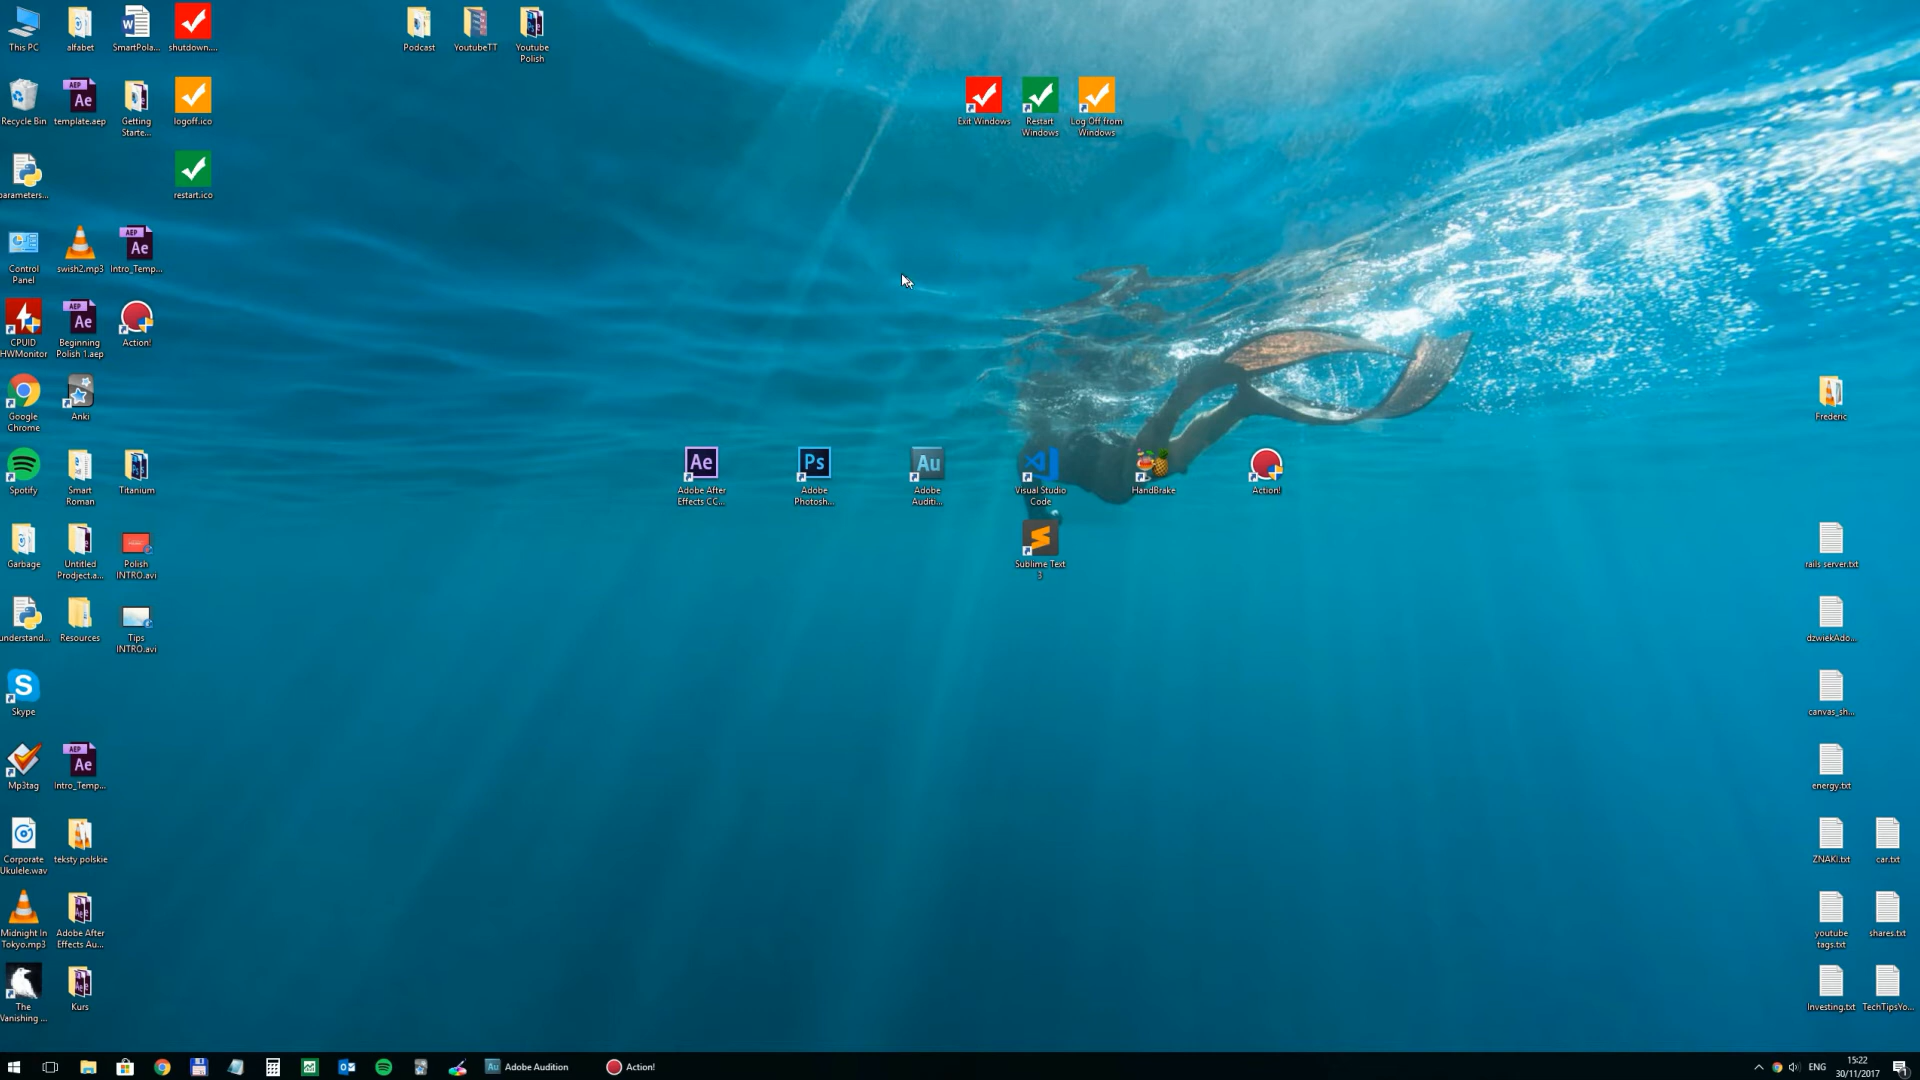 This PC
alfabet
SmartPola...
shutdown....
Podcast
YoutubeTT
Youtube
Polish
Recycle Bin
template.aep
Getting
Starte...
logoff.ico
Exit Windows
Restart
Windows
Log Off from
Windows
parameters...
restart.ico
Control
Panel
swish2.mp3
Intro_Temp...
CPUID
HWMonitor
Beginning
Polish 1.aep
Action!
Google
Chrome
Anki
Frederic
Spotify
Smart
Roman
Titanium
Adobe After
Effects CC...
Adobe
Photosh...
Adobe
Auditi...
Visual Studio
Code
HandBrake
Action!
Garbage
Untitled
Prodject.a...
Polish
INTRO.avi
Sublime Text
3
rails server.txt
understand...
Resources
Tips
INTRO.avi
dzwiekAdo...
Skype
canvas_sh...
Mp3tag
Intro_Temp...
energy.txt
Corporate
Ukulele.wav
teksty polskie
ZNAKI.txt
car.txt
Midnight In
Tokyo.mp3
Adobe After
Effects Au...
youtube
tags.txt
shares.txt
The
Vanishing ...
Kurs
Investing.txt
TechTipsYo...
Adobe Audition
Action!
ENG
15:22
30/11/2017